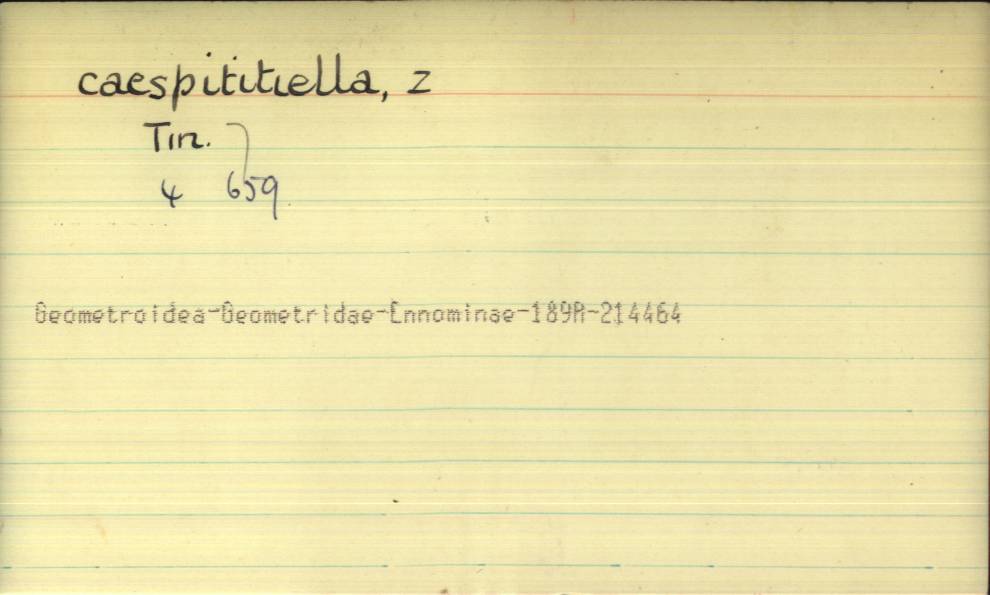 caespititiella, Z
Tin.
4 659
Geometroidea-Geometridae-Ennominae-189A-214464